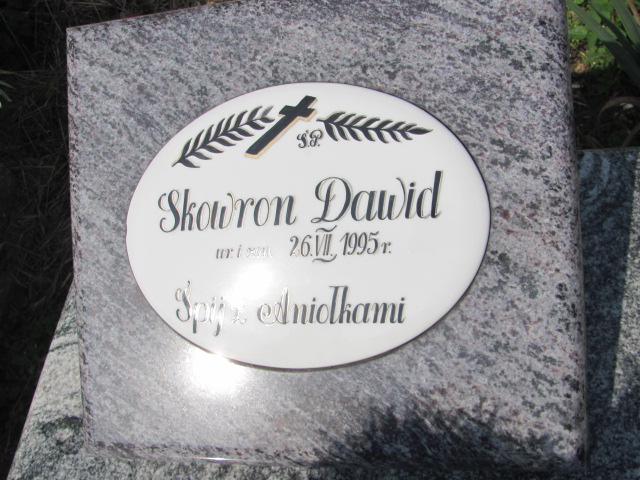 Ś.P.
Skowron Dawid
ur. i zm. 26.VII. 1995 r.
Śpij z Aniołkami